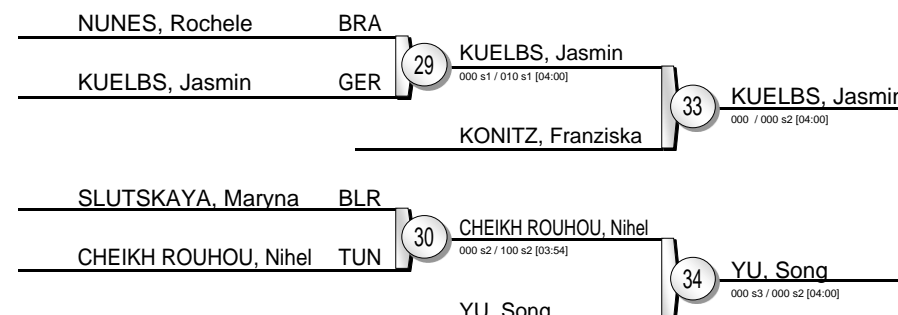 NUNES, Rochele BRA
KUELBS, Jasmin GER
29
KUELBS, Jasmin
000 s1 / 010 s1 [04:00]
KONITZ, Franziska
33
KUELBS, Jasmin
000 / 000 s2 [04:00]
SLUTSKAYA, Maryna BLR
CHEIKH ROUHOU, Nihel TUN
30
CHEIKH ROUHOU, Nihel
000 s2 / 100 s2 [03:54]
YU, Song
34
YU, Song
000 s3 / 000 s2 [04:00]